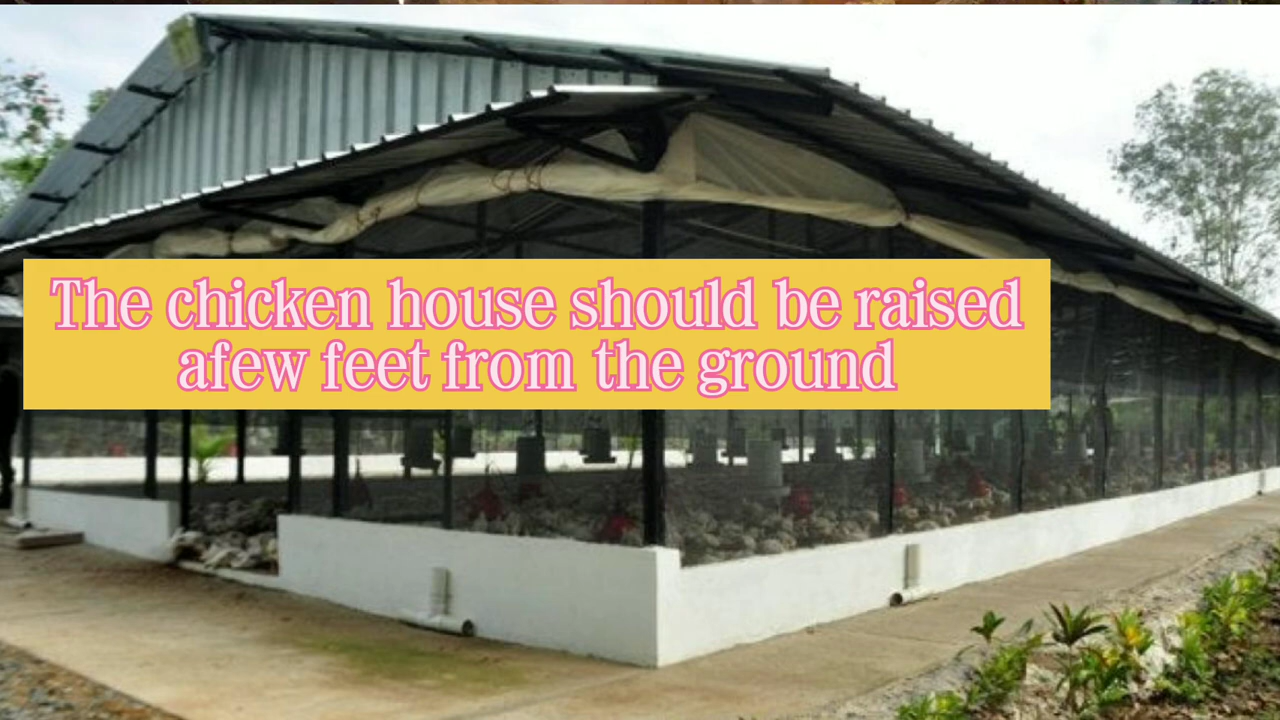 The chicken house should be raised
afew feet from the ground